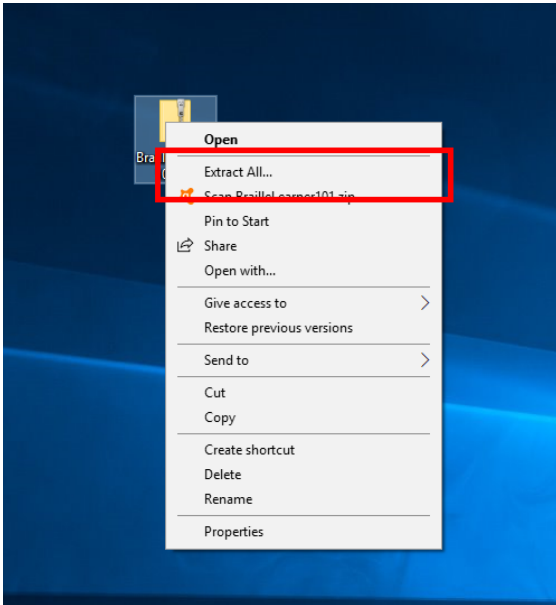 Open
Extract All...
Scan BrailleLearner101.zip
Pin to Start
Share
Open with...
Give access to
Restore previous versions
Send to
Cut
Copy
Create shortcut
Delete
Rename
Properties